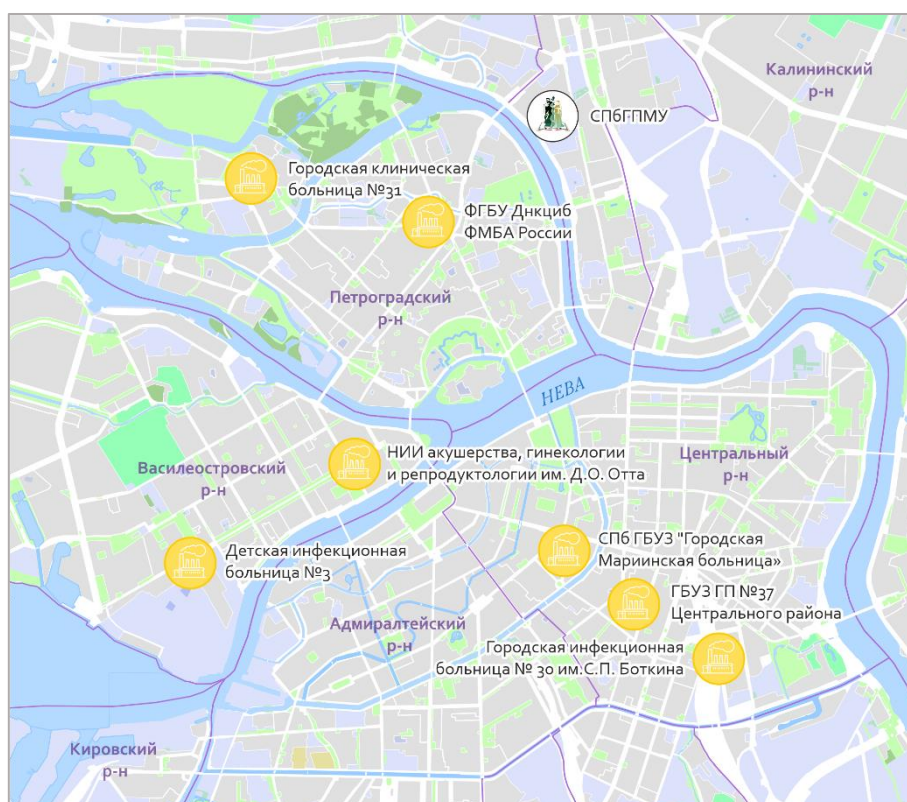 Калининский
р-н
СПбГПМУ
Городская клиническая
больница №31
ФГБУ Днкциб
ФМБА России
Петроградский
р-н
НЕВА
НИИ акушерства, гинекологии
и репродуктологии им. Д.О. Отта
Центральный
р-н
Василеостровский
р-н
СПб ГБУЗ "Городская
Мариинская больница»
Детская инфекционная
больница №3
ГБУЗ ГП №37
Центрального района
Адмиралтейский
р-н
Городская инфекционная
больница № 30 им.С.П. Боткина
Кировский
р-н